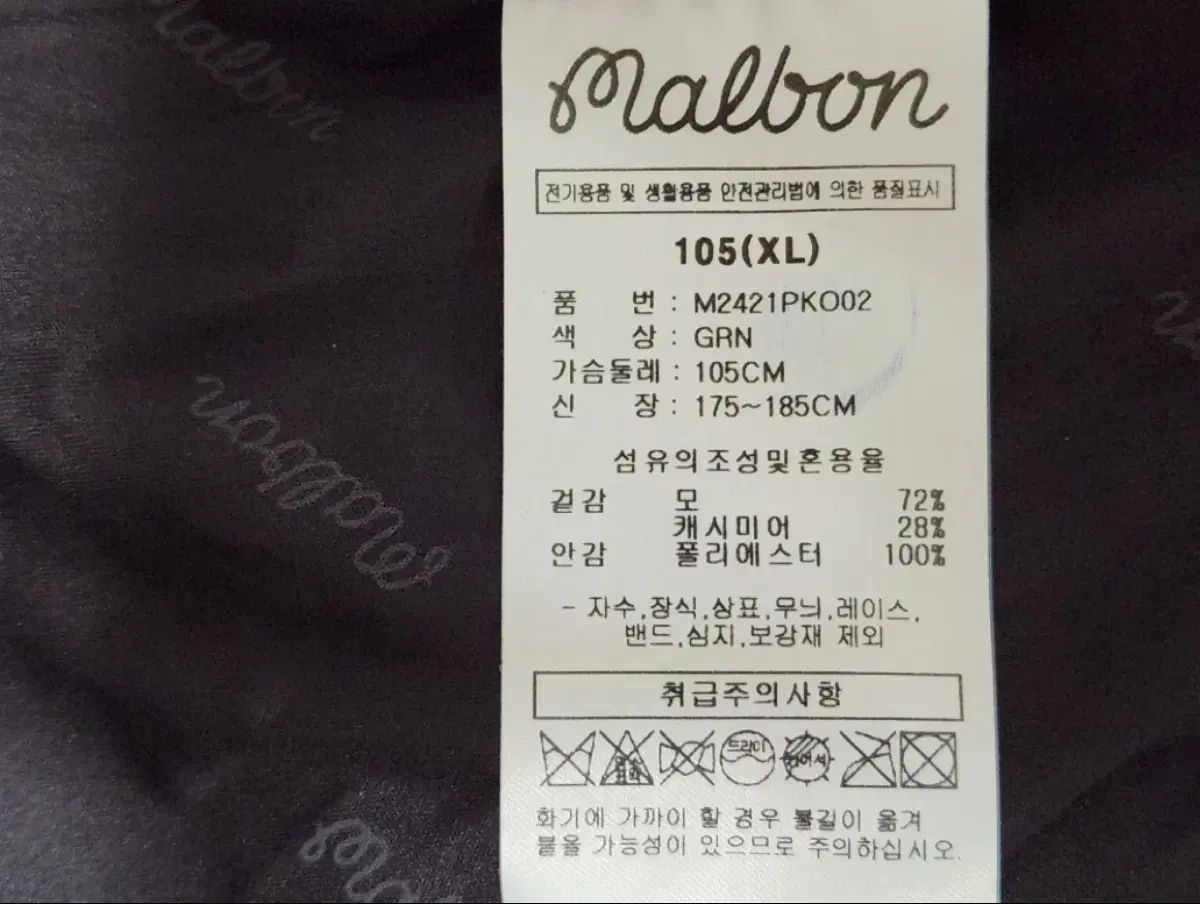 malbon
malbon
전기용품 및 생활용품 안전관리법에 의한 품질표시
105(XL)
품 번 : M2421PKO02
색 상 : GRN
가슴둘레 : 105CM
신 장 : 175~185CM
섬유의조성및혼용율
겉감 모 72%
캐시미어 28%
안감 폴리에스터 100%
- 자수,장식,상표,무늬,레이스,
밴드,심지,보강재 제외
malbon
취급주의사항
드라이
화기에 가까이 할 경우 불길이 옮겨
붙을 가능성이 있으므로 주의하십시오.